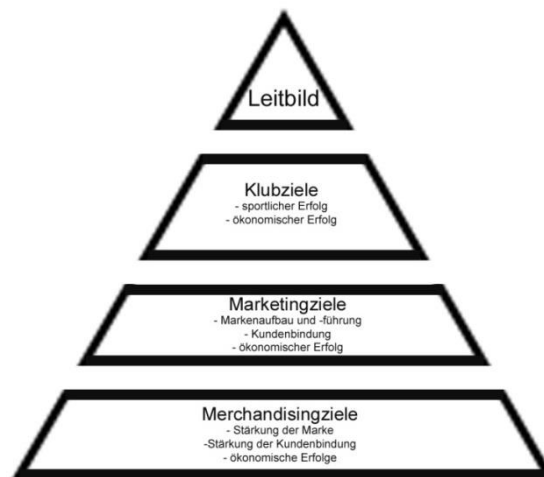 Leitbild
Klubziele
- sportlicher Erfolg
- ökonomischer Erfolg
Marketingziele
- Markenaufbau und -führung
- Kundenbindung
- ökonomischer Erfolg
Merchandisingziele
- Stärkung der Marke
-Stärkung der Kundenbindung
- ökonomische Erfolge